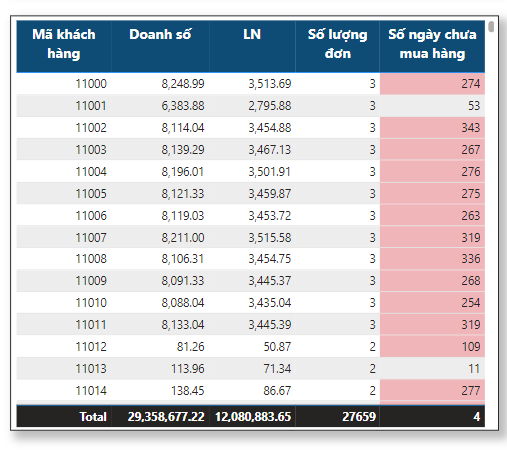 Mã khách hàng Doanh số LN Số lượng đơn Số ngày chưa mua hàng
11000 8,248.99 3,513.69 3 274
11001 6,383.88 2,795.88 3 53
11002 8,114.04 3,454.88 3 343
11003 8,139.29 3,467.13 3 267
11004 8,196.01 3,501.91 3 276
11005 8,121.33 3,459.87 3 275
11006 8,119.03 3,453.72 3 263
11007 8,211.00 3,515.58 3 319
11008 8,106.31 3,454.75 3 336
11009 8,091.33 3,445.37 3 268
11010 8,088.04 3,435.04 3 254
11011 8,133.04 3,445.39 3 319
11012 81.26 50.87 2 109
11013 113.96 71.34 2 11
11014 138.45 86.67 2 277
Total 29,358,677.22 12,080,883.65 27659 4